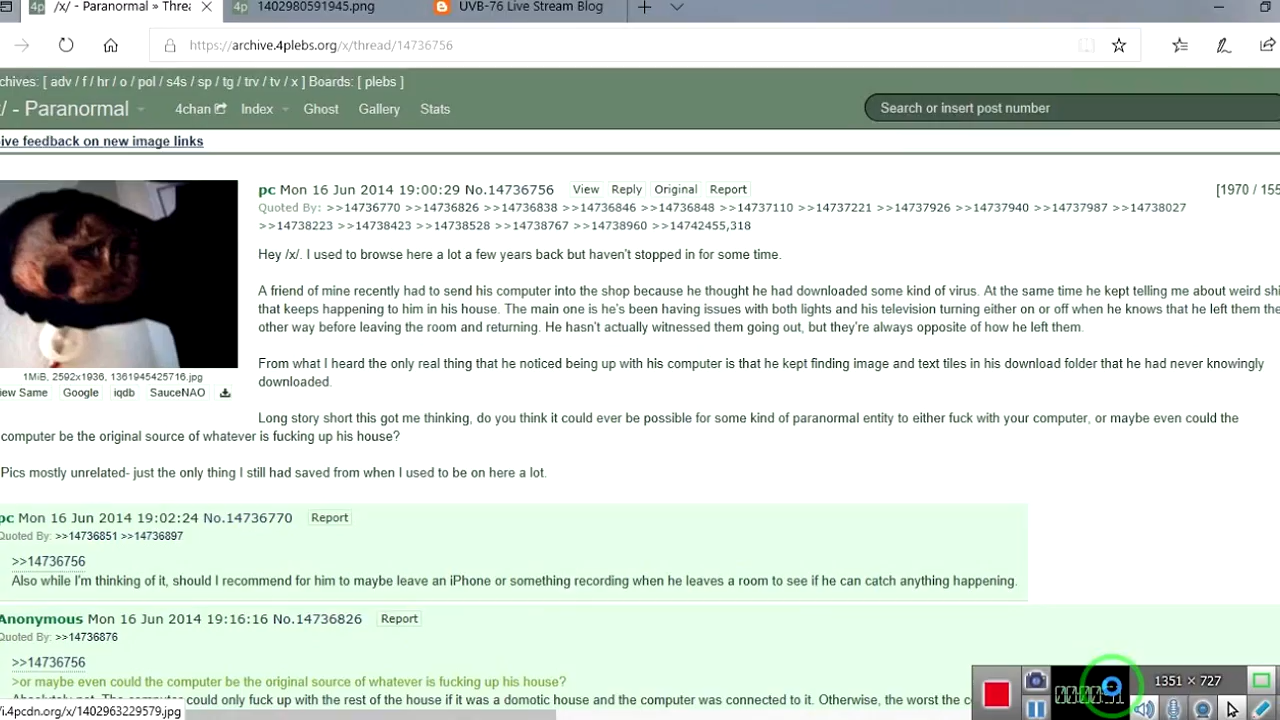 /x/ - Paranormal » Threa
1402980591945.png
UVB-76 Live Stream Blog
https://archive.4plebs.org/x/thread/14736756
chives: [ adv / f / hr / o / pol / s4s / sp / tg / trv / tv / x ] Boards: [ plebs ]
/ - Paranormal
4chan
Index
Ghost
Gallery
Stats
Search or insert post number
ive feedback on new image links
pc Mon 16 Jun 2014 19:00:29 No.14736756 View Reply Original Report
[1970 / 155
Quoted By: >>14736770 >>14736826 >>14736838 >>14736846 >>14736848 >>14737110 >>14737221 >>14737926 >>14737940 >>14737987 >>14738027
>>14738223 >>14738423 >>14738528 >>14738767 >>14738960 >>14742455,318
Hey /x/. I used to browse here a lot a few years back but haven't stopped in for some time.
A friend of mine recently had to send his computer into the shop because he thought he had downloaded some kind of virus. At the same time he kept telling me about weird shi
that keeps happening to him in his house. The main one is he's been having issues with both lights and his television turning either on or off when he knows that he left them the
other way before leaving the room and returning. He hasn't actually witnessed them going out, but they're always opposite of how he left them.
From what I heard the only real thing that he noticed being up with his computer is that he kept finding image and text tiles in his download folder that he had never knowingly
downloaded.
1MiB, 2592x1936, 1361945425716.jpg
iew Same Google iqdb SauceNAO
Long story short this got me thinking, do you think it could ever be possible for some kind of paranormal entity to either fuck with your computer, or maybe even could the
computer be the original source of whatever is fucking up his house?
Pics mostly unrelated- just the only thing I still had saved from when I used to be on here a lot.
pc Mon 16 Jun 2014 19:02:24 No.14736770 Report
Quoted By: >>14736851 >>14736897
>>14736756
Also while I'm thinking of it, should I recommend for him to maybe leave an iPhone or something recording when he leaves a room to see if he can catch anything happening.
Anonymous Mon 16 Jun 2014 19:16:16 No.14736826 Report
Quoted By: >>14736876
>>14736756
>or maybe even could the computer be the original source of whatever is fucking up his house?
Absolutely not. The computer could only fuck up with the rest of the house if it was a domotic house and the computer was connected to it. Otherwise, the worst the c
/i.4pcdn.org/x/1402963229579.jpg
1351 × 727